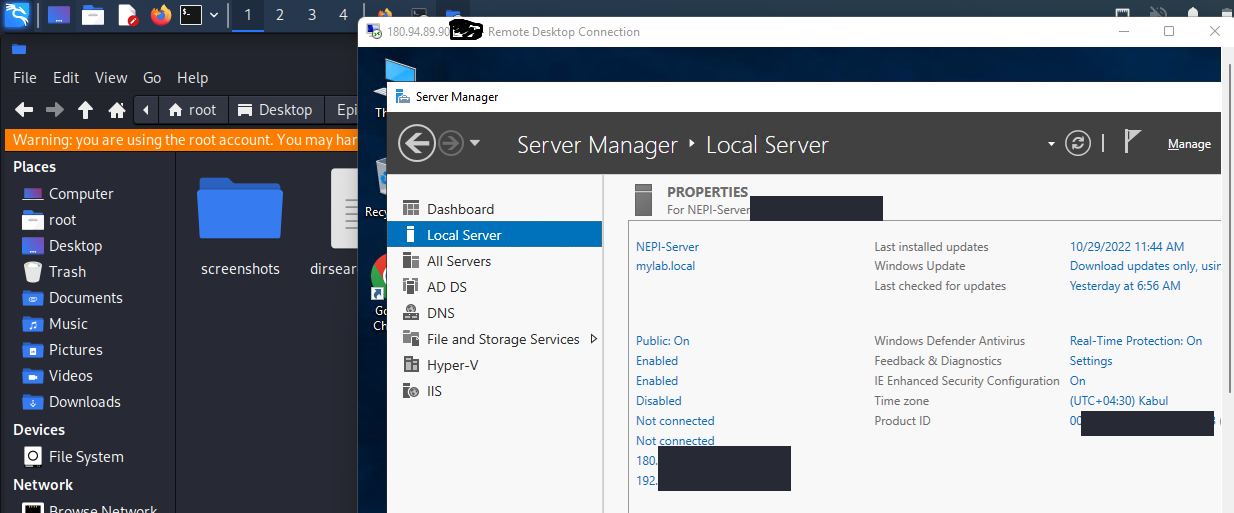 1 2 3 4
180.94.89.90 Remote Desktop Connection
File Edit View Go Help
root Desktop Epi
Warning: you are using the root account. You may har
Places
Computer
root
Desktop
Trash
Documents
Music
Pictures
Videos
Downloads
Devices
File System
Network
Browse Network
screenshots
dirsear
Th
Recy
Go
Ch
Server Manager
Server Manager Local Server
Manage
Dashboard
Local Server
All Servers
AD DS
DNS
File and Storage Services
Hyper-V
IIS
PROPERTIES
For NEPI-Server
NEPI-Server
mylab.local
Last installed updates 10/29/2022 11:44 AM
Windows Update Download updates only, usin
Last checked for updates Yesterday at 6:56 AM
Public: On Windows Defender Antivirus Real-Time Protection: On
Enabled Feedback & Diagnostics Settings
Enabled IE Enhanced Security Configuration On
Disabled Time zone (UTC+04:30) Kabul
Not connected Product ID 00
Not connected
180.
192.